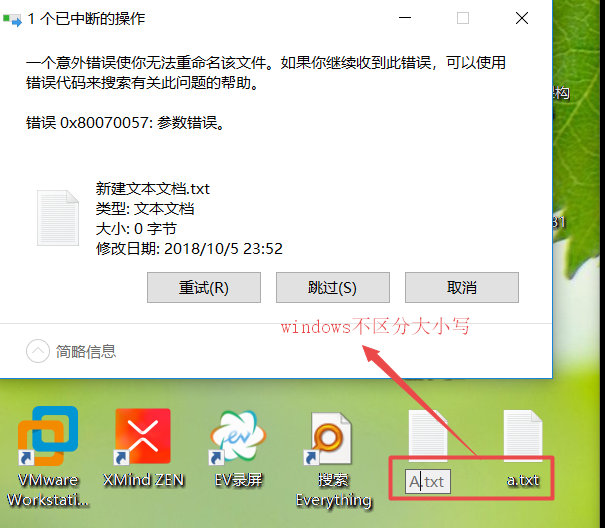 1 个已中断的操作
一个意外错误使你无法重命名该文件。如果你继续收到此错误，可以使用
错误代码来搜索有关此问题的帮助。
错误 0x80070057: 参数错误。
新建文本文档.txt
类型: 文本文档
大小: 0 字节
修改日期: 2018/10/5 23:52
重试(R)
跳过(S)
取消
windows不区分大小写
简略信息
构
81
VMware
Workstati...
XMind ZEN
EV录屏
搜索
Everything
A.txt
a.txt